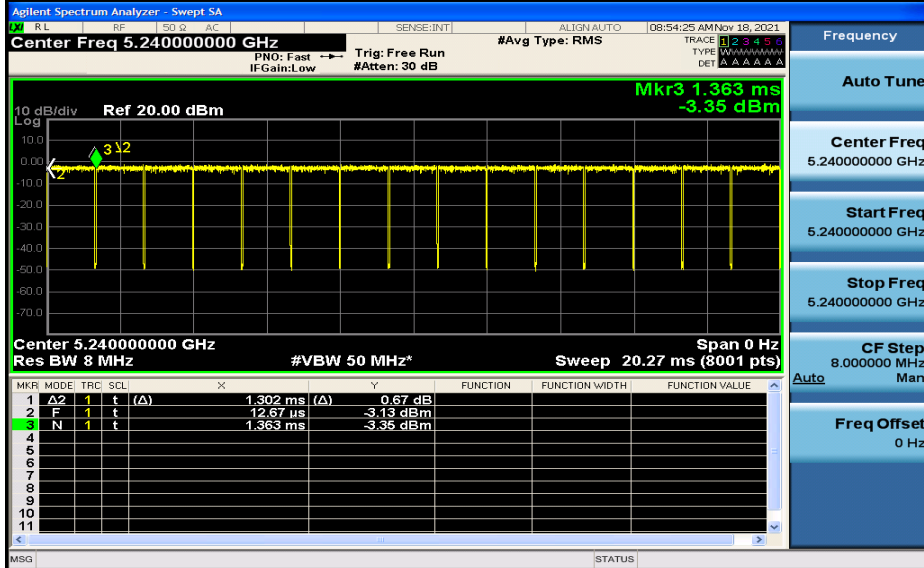 Agilent Spectrum Analyzer - Swept SA
LXI RL RF 50 Ω AC SENSE:INT ALIGN AUTO 08:54:25 AM Nov 18, 2021
Center Freq 5.240000000 GHz
#Avg Type: RMS
TRACE 1 2 3 4 5 6
PNO: Fast
Trig: Free Run
TYPE WWWWWW
IFGain:Low
#Atten: 30 dB
DET A A A A A A
Mkr3 1.363 ms
10 dB/div Ref 20.00 dBm
-3.35 dBm
Log
10.0
0.00
-10.0
-20.0
-30.0
-40.0
-50.0
-60.0
-70.0
3 1Δ2
2
Center 5.240000000 GHz Span 0 Hz
Res BW 8 MHz #VBW 50 MHz* Sweep 20.27 ms (8001 pts)
MKR MODE TRC SCL X Y FUNCTION FUNCTION WIDTH FUNCTION VALUE
1 Δ2 1 t (Δ) 1.302 ms (Δ) 0.67 dB
2 F 1 t 12.67 µs -3.13 dBm
3 N 1 t 1.363 ms -3.35 dBm
4
5
6
7
8
9
10
11
MSG STATUS
Frequency
Auto Tune
Center Freq
5.240000000 GHz
Start Freq
5.240000000 GHz
Stop Freq
5.240000000 GHz
CF Step
8.000000 MHz
Auto Man
Freq Offset
0 Hz